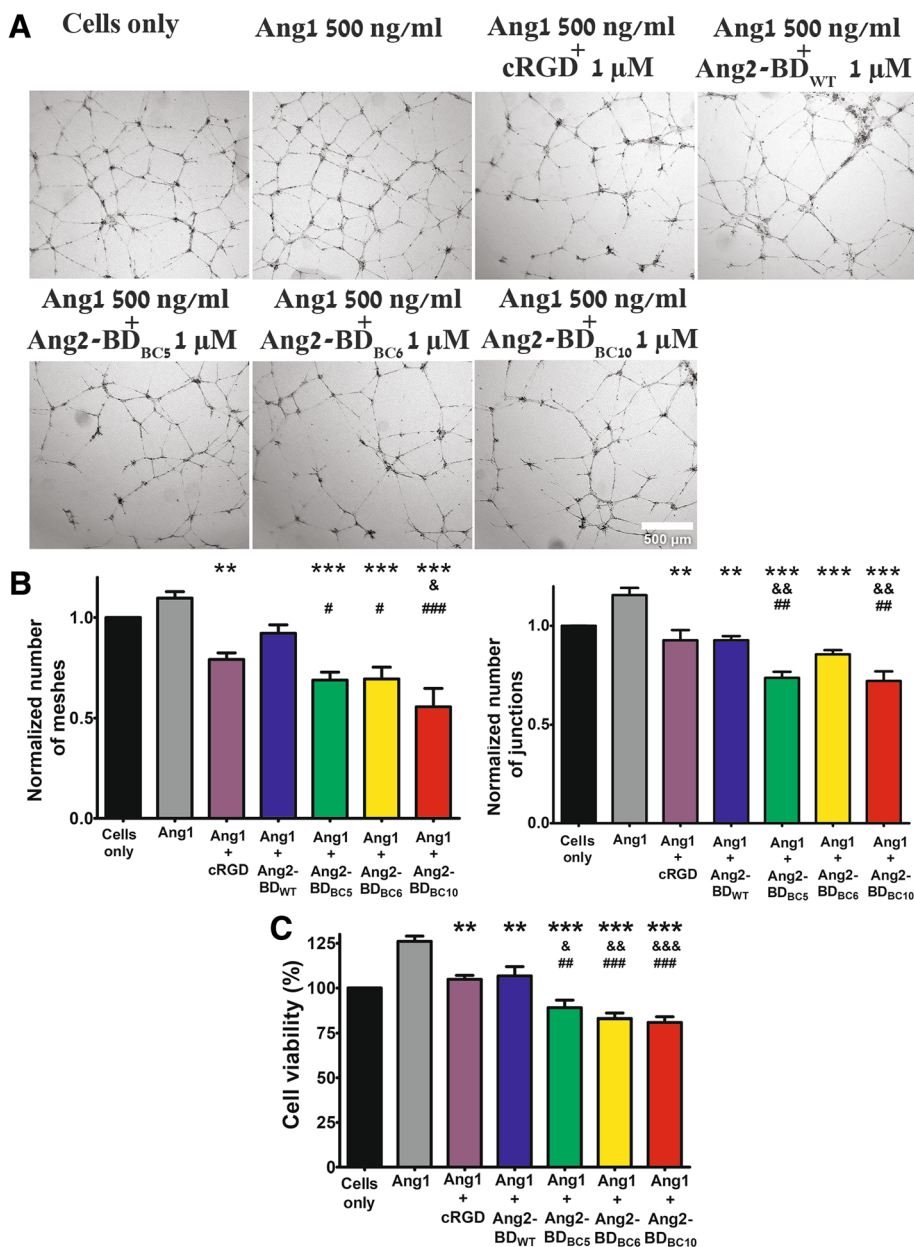 A
Cells only
Ang1 500 ng/ml
Ang1 500 ng/ml
+
cRGD 1 µM
Ang1 500 ng/ml
+
Ang2-BDWT 1 µM
Ang1 500 ng/ml
+
Ang2-BDBC5 1 µM
Ang1 500 ng/ml
+
Ang2-BDBC6 1 µM
Ang1 500 ng/ml
+
Ang2-BDBC10 1 µM
500 µm
B
Normalized number
of meshes
1.0
0.5
0.0
**
***
#
***
#
***
&
###
Cells
only
Ang1
Ang1
+
cRGD
Ang1
+
Ang2-
BDWT
Ang1
+
Ang2-
BDBC5
Ang1
+
Ang2-
BDBC6
Ang1
+
Ang2-
BDBC10
Normalized number
of junctions
1.0
0.5
0.0
**
**
***
&&
##
***
***
&&
##
Cells
only
Ang1
Ang1
+
cRGD
Ang1
+
Ang2-
BDWT
Ang1
+
Ang2-
BDBC5
Ang1
+
Ang2-
BDBC6
Ang1
+
Ang2-
BDBC10
C
Cell viability (%)
125
100
75
50
25
0
**
**
***
&
##
***
&&
###
***
&&&
###
Cells
only
Ang1
Ang1
+
cRGD
Ang1
+
Ang2-
BDWT
Ang1
+
Ang2-
BDBC5
Ang1
+
Ang2-
BDBC6
Ang1
+
Ang2-
BDBC10